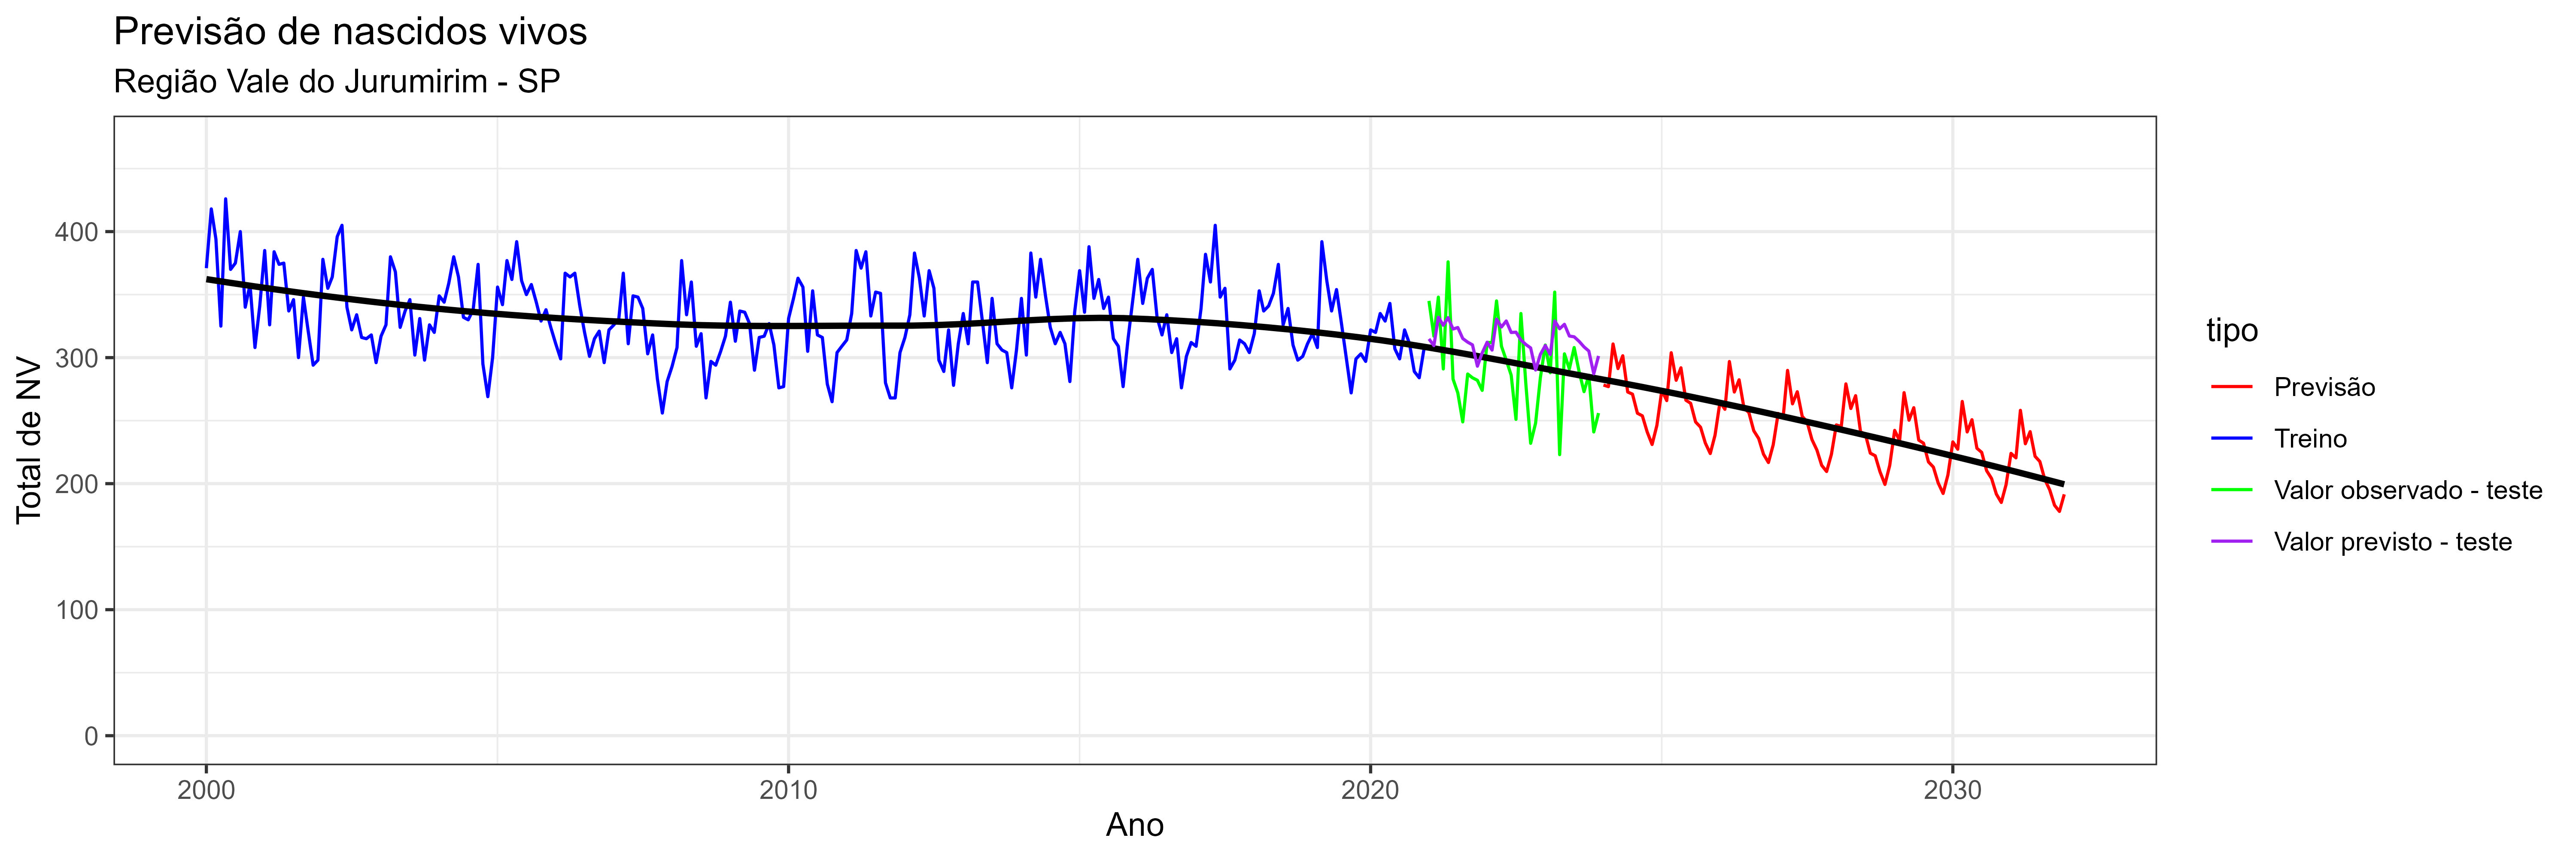 Previsão de nascidos vivos
Região Vale do Jurumirim - SP
Total de NV
400
300
200
100
0
2000
2010
2020
2030
Ano
tipo
Previsão
Treino
Valor observado - teste
Valor previsto - teste